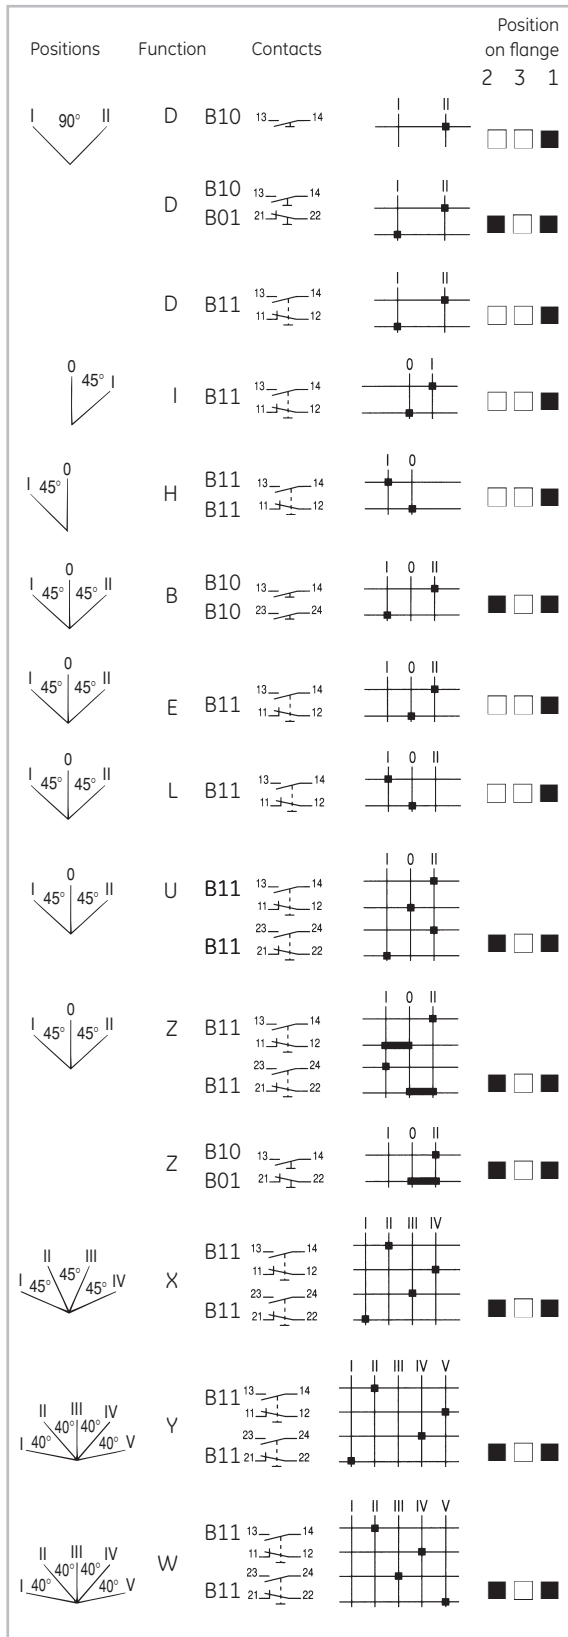 Position
Positions Function Contacts on flange
2 3 1
I 90° II D B10 13 14 I II
B10 13 14 I II
D B01 21 22
I II
D B11 13 14
11 12
0 45° I I B11 13 14 0 I
11 12
I 45° 0 H B11 13 14 I 0
B11 11 12
0 I 0 II
I 45° 45° II B B10 13 14
B10 23 24
0 I 0 II
I 45° 45° II E B11 13 14
11 12
0 I 0 II
I 45° 45° II L B11 13 14
11 12
0 I 0 II
I 45° 45° II U B11 13 14
11 12
B11 23 24
21 22
0 I 0 II
I 45° 45° II Z B11 13 14
11 12
23 24
B11 21 22
I 0 II
Z B10 13 14
B01 21 22
I II III IV
II III B11 13 14
I 45° 45° 45° IV X 11 12
23 24
B11 21 22
I II III IV V
B11 13 14
II III IV Y 11 12
I 40° 40° 40° 40° V 23 24
B11 21 22
I II III IV V
B11 13 14
II III IV W 11 12
I 40° 40° 40° 40° V 23 24
B11 21 22